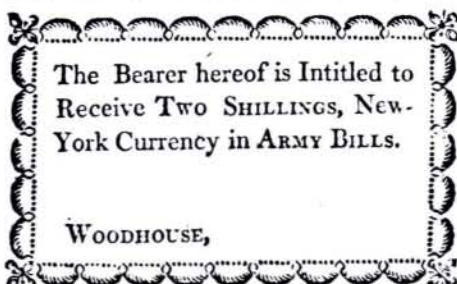 The Bearer hereof is Intitled to
Receive Two Shillings, New-
York Currency in Army Bills.
Woodhouse,